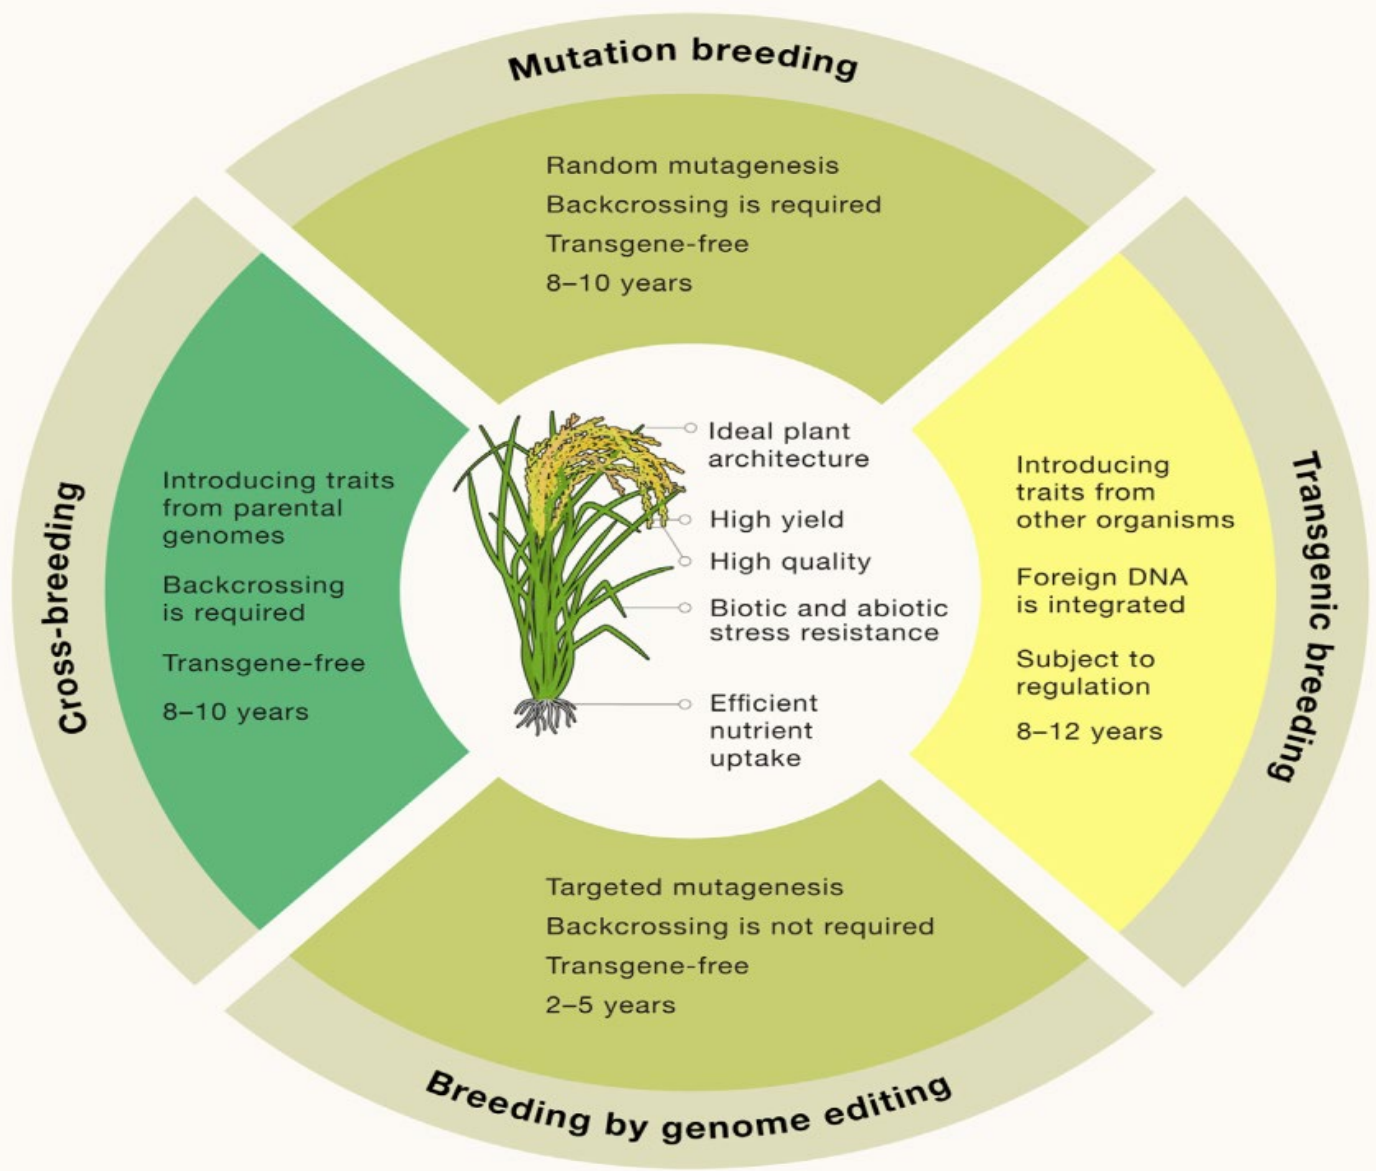 Mutation breeding
Random mutagenesis
Backcrossing is required
Transgene-free
8–10 years
Cross-breeding
Introducing traits
from parental
genomes
Backcrossing
is required
Transgene-free
8–10 years
Ideal plant
architecture
High yield
High quality
Biotic and abiotic
stress resistance
Efficient
nutrient
uptake
Transgenic breeding
Introducing
traits from
other organisms
Foreign DNA
is integrated
Subject to
regulation
8–12 years
Targeted mutagenesis
Backcrossing is not required
Transgene-free
2–5 years
Breeding by genome editing